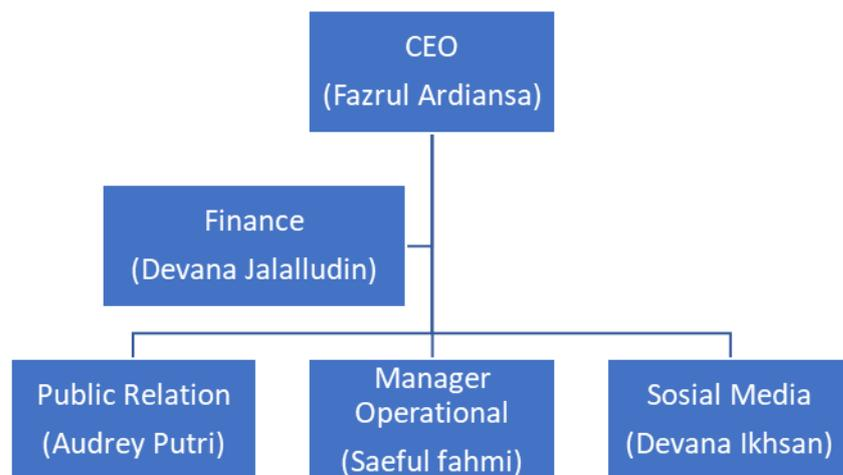 CEO
(Fazrul Ardiansa)
Finance
(Devana Jalalludin)
Public Relation
(Audrey Putri)
Manager
Operational
(Saeful fahmi)
Sosial Media
(Devana Ikhsan)